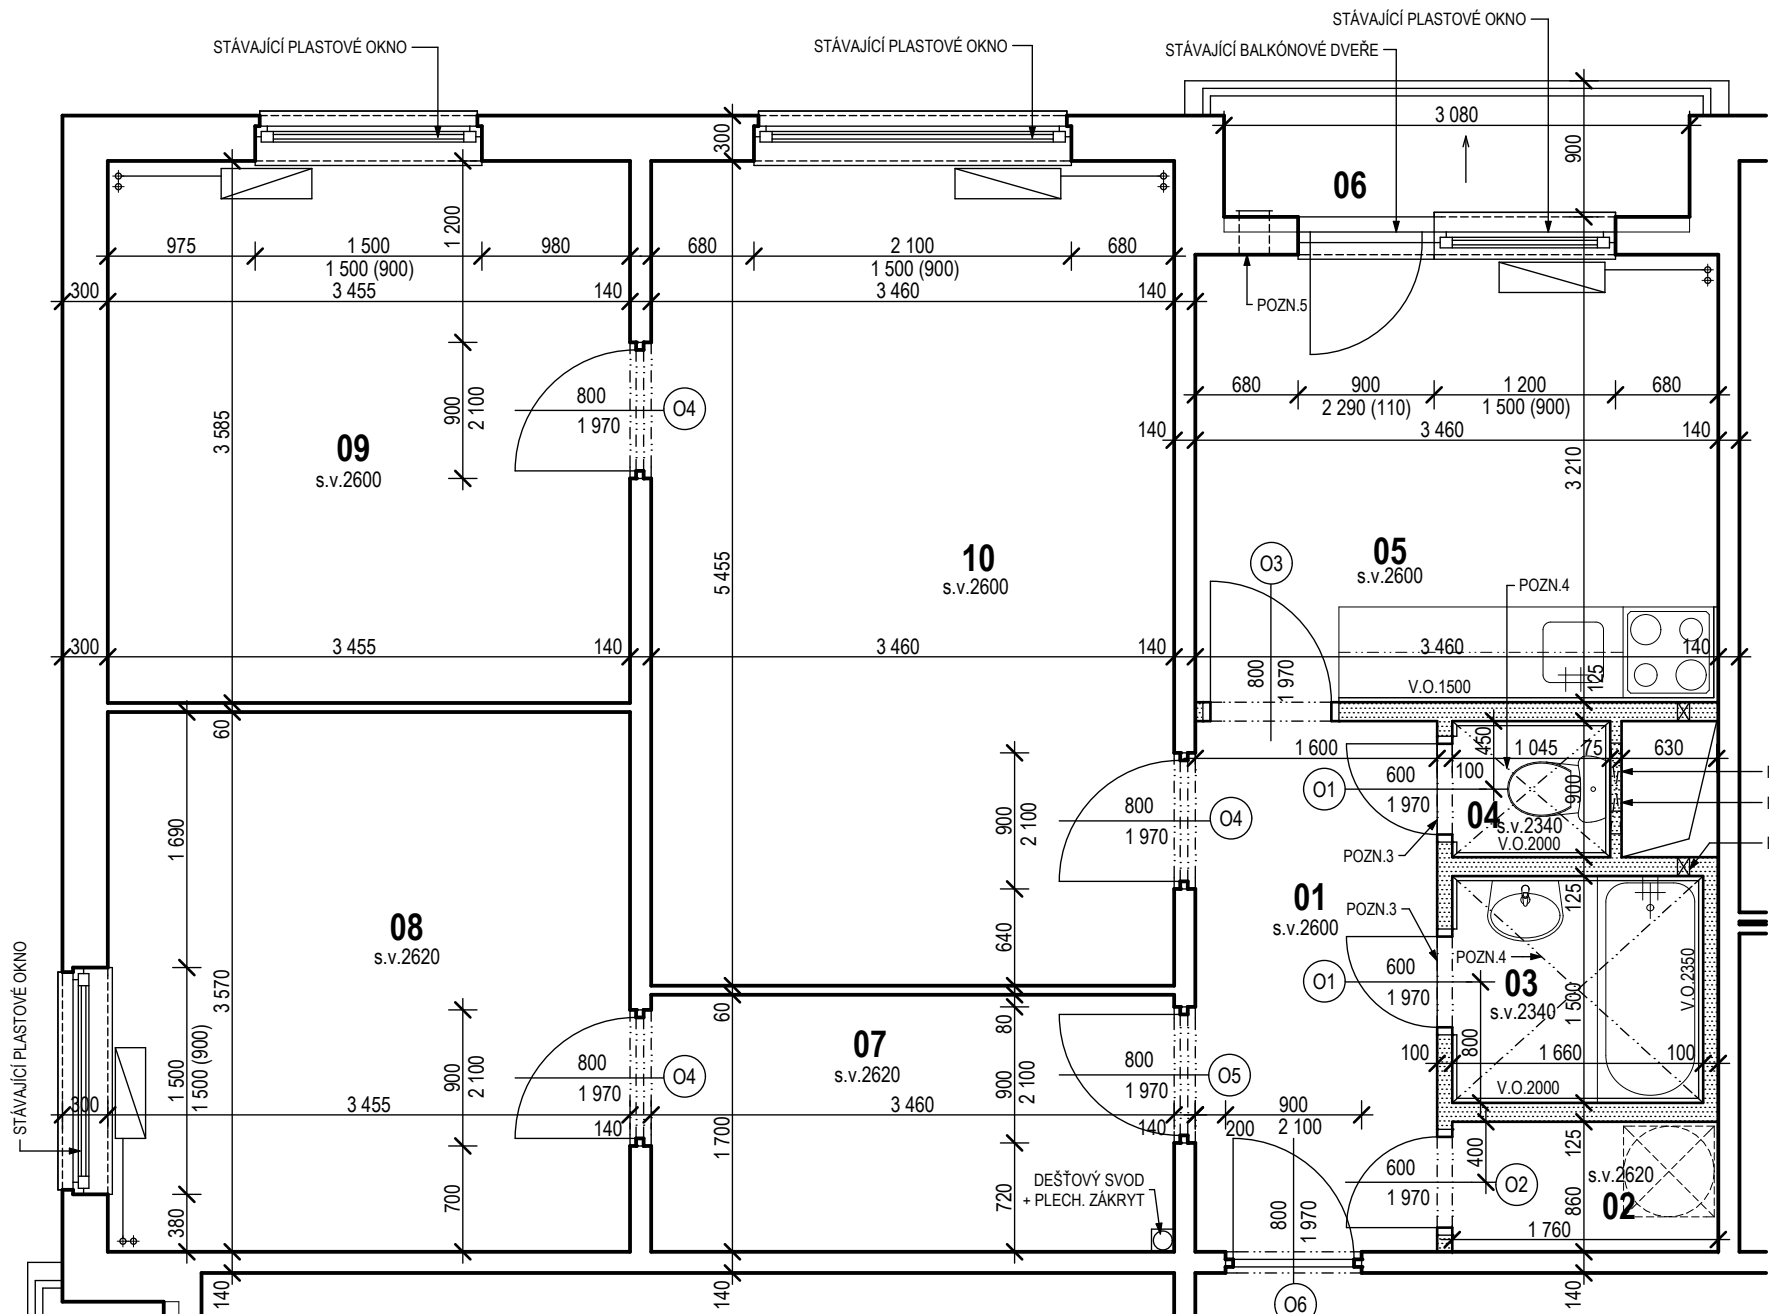 STÁVAJÍCÍ PLASTOVÉ OKNO
STÁVAJÍCÍ PLASTOVÉ OKNO
STÁVAJÍCÍ PLASTOVÉ OKNO
STÁVAJÍCÍ BALKÓNOVÉ DVEŘE
3 080
300
900
06
1 200
975
1 500
980
680
2 100
680
1 500 (900)
1 500 (900)
300
3 455
140
3 460
140
POZN.5
800
1 970
O4
900
2 100
680
900
1 200
680
2 290 (110)
1 500 (900)
140
3 460
140
3 585
09
s.v.2600
3 210
5 455
10
s.v.2600
O3
05
s.v.2600
POZN.4
300
3 455
140
3 460
140
3 460
140
800
1 970
125
V.O.1500
60
1 600
450
1 045
75
630
600
1 970
O1
100
900
04
s.v.2340
V.O.2000
POZN.3
800
1 970
O4
900
2 100
1 690
01
s.v.2600
POZN.3
125
08
s.v.2620
640
POZN.4
03
s.v.2340
V.O.2350
600
1 970
O1
1 500
STÁVAJÍCÍ PLASTOVÉ OKNO
3 570
60
80
07
s.v.2620
800
100
1 660
100
V.O.2000
1 500
1 500 (900)
900
2 100
800
1 970
O4
900
2 100
800
1 970
O5
300
3 455
140
3 460
140
200
900
2 100
125
400
s.v.2620
02
860
1 760
600
1 970
O2
1 700
DEŠŤOVÝ SVOD
+ PLECH. ZÁKRYT
380
700
720
800
1 970
140
140
140
O6